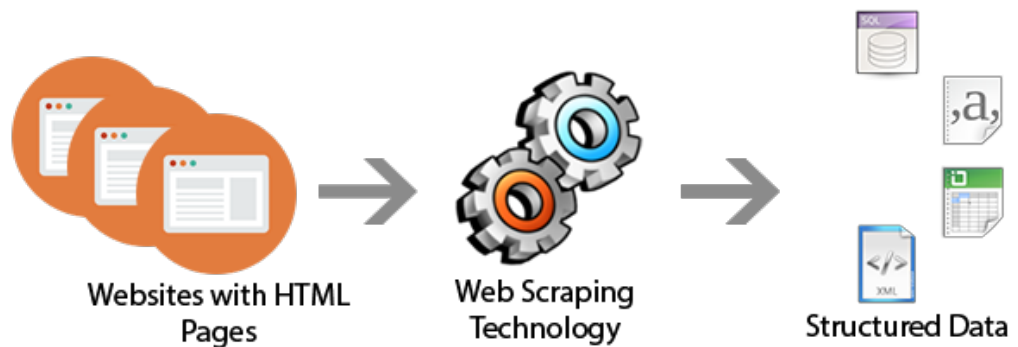 SQL
,a,
</>
XML
Websites with HTML
Pages
Web Scraping
Technology
Structured Data